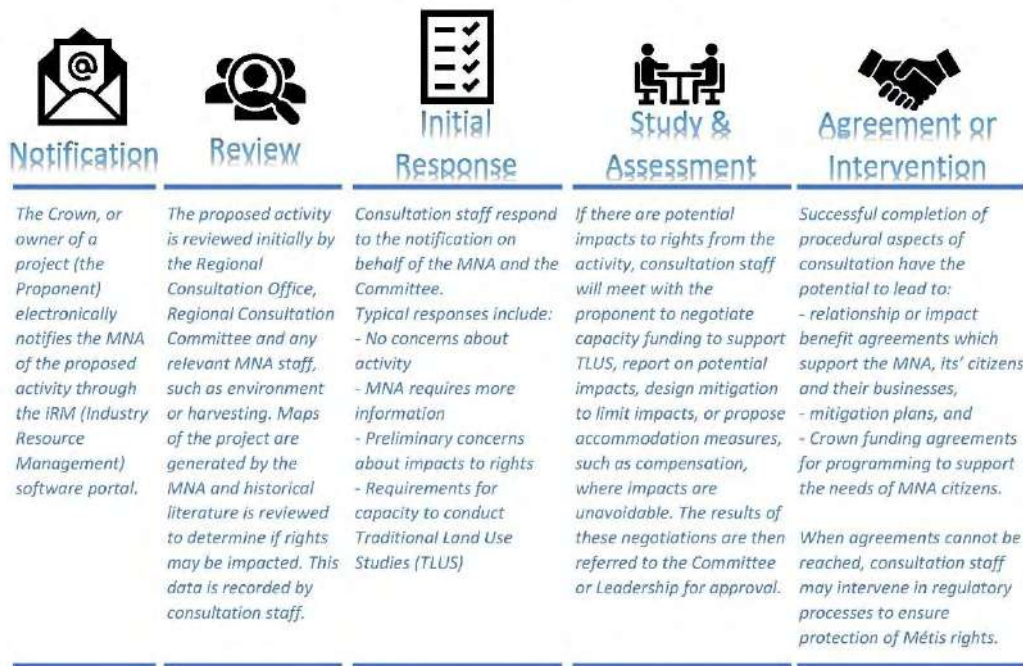 @
Notification
The Crown, or
owner of a
project (the
Proponent)
electronically
notifies the MNA
of the proposed
activity through
the iRM (Industry
Resource
Management)
software portal.
Review
The proposed activity
is reviewed initially by
the Regional
Consultation Office,
Regional Consultation
Committee and any
relevant MNA staff,
such as environment
or harvesting. Maps
of the project are
generated by the
MNA and historical
literature is reviewed
to determine if rights
may be impacted. This
data is recorded by
consultation staff.
Initial
Response
Consultation staff respond
to the notification on
behalf of the MNA and the
Committee.
Typical responses include:
- No concerns about
activity
- MNA requires more
information
- Preliminary concerns
about impacts to rights
- Requirements for
capacity to conduct
Traditional Land Use
Studies (TLUS)
Study &
Assessment
If there are potential
impacts to rights from the
activity, consultation staff
will meet with the
proponent to negotiate
capacity funding to support
TLUS, report on potential
impacts, design mitigation
to limit impacts, or propose
accommodation measures,
such as compensation,
where impacts are
unavoidable. The results of
these negotiations are then
referred to the Committee
or Leadership for approval.
Agreement or
Intervention
Successful completion of
procedural aspects of
consultation have the
potential to lead to:
- relationship or impact
benefit agreements which
support the MNA, its' citizens
and their businesses,
- mitigation plans, and
- Crown funding agreements
for programming to support
the needs of MNA citizens.
When agreements cannot be
reached, consultation staff
may intervene in regulatory
processes to ensure
protection of Métis rights.